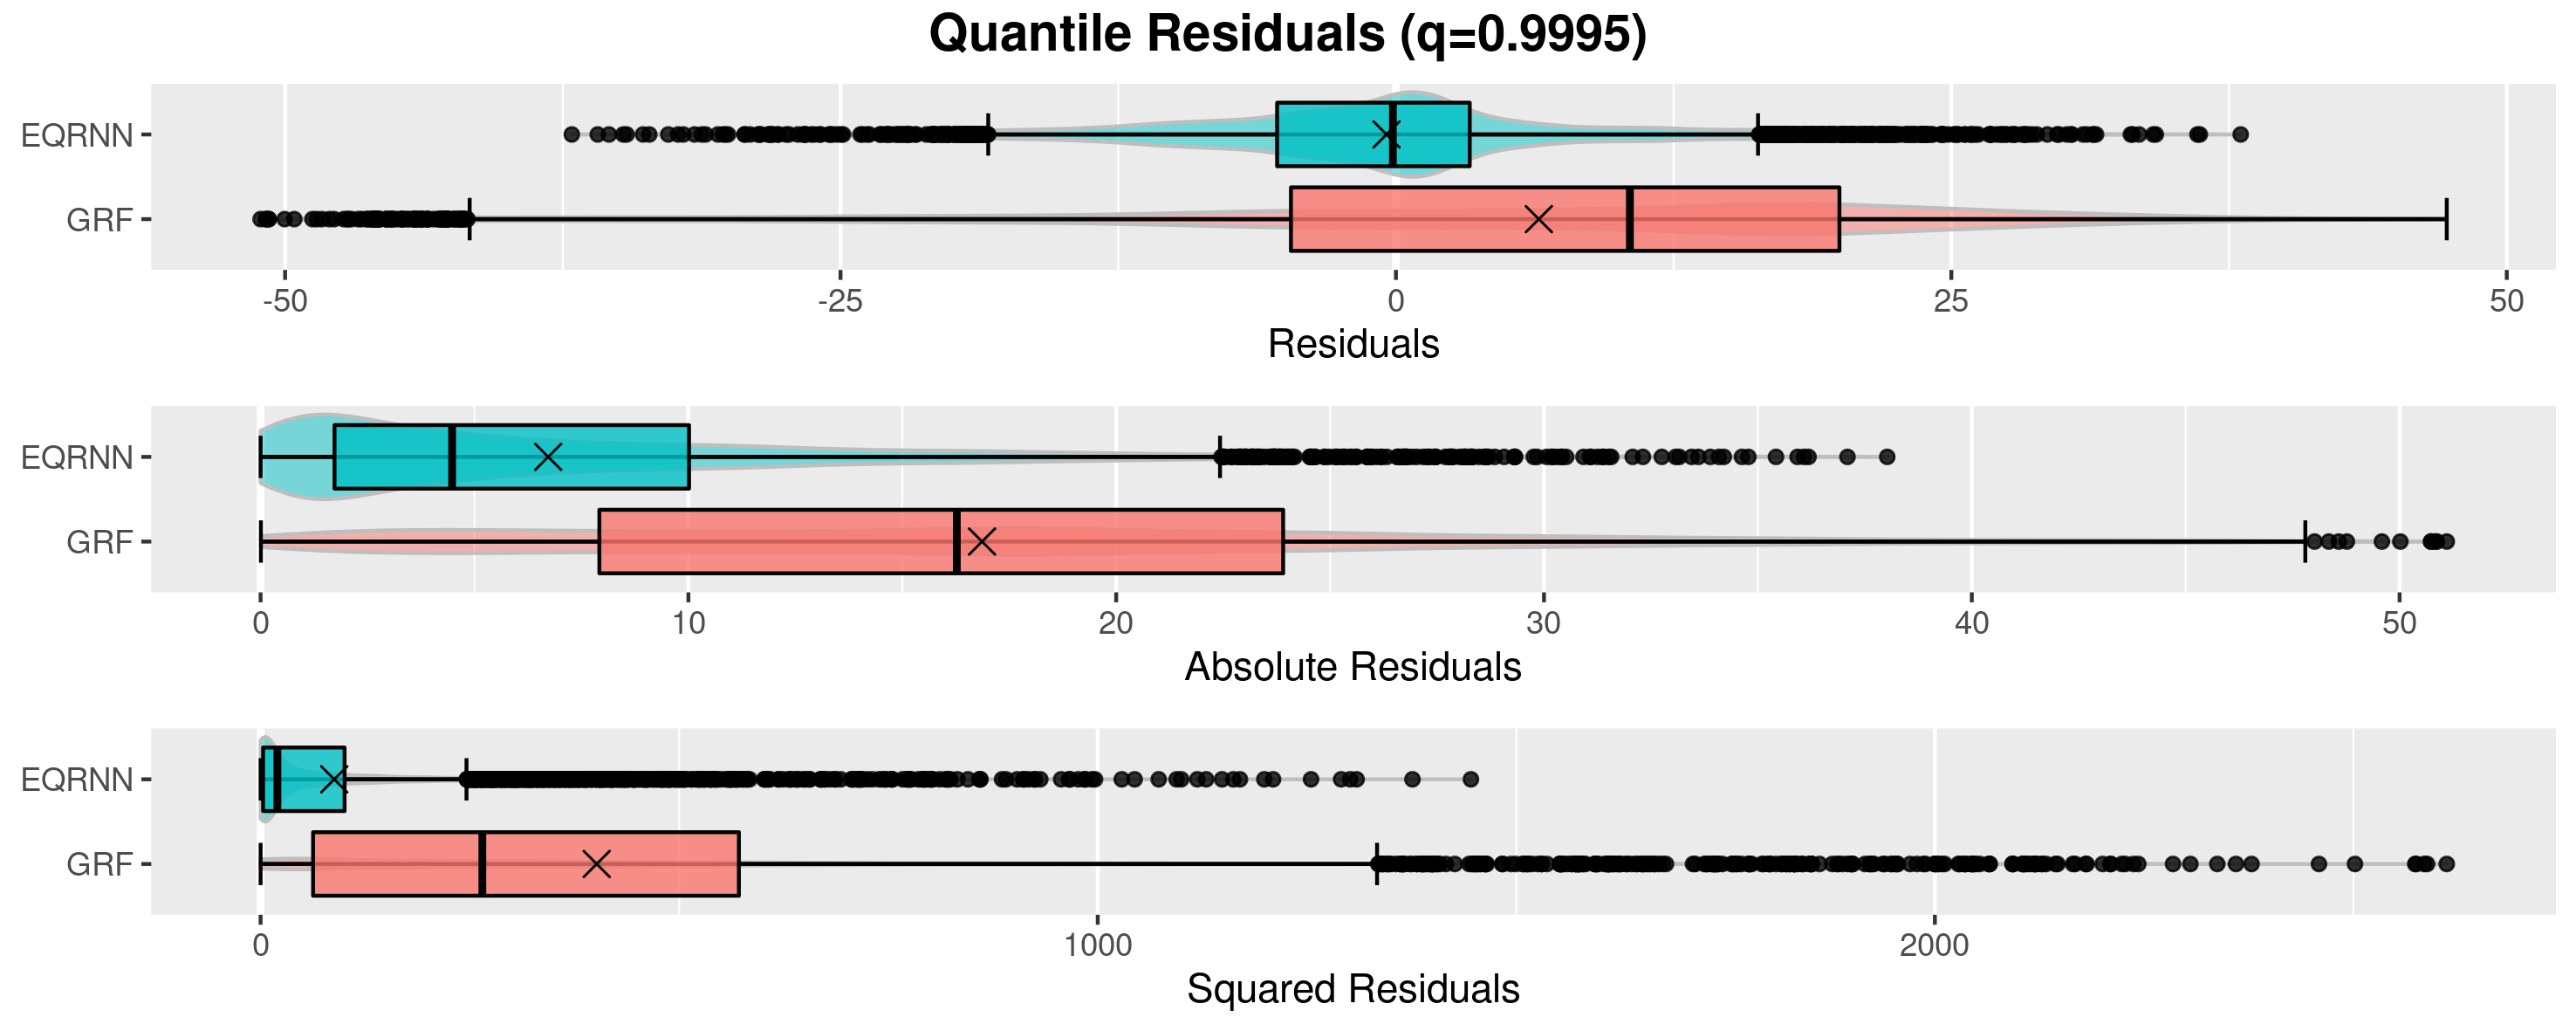 Quantile Residuals (q=0.9995)
EQRNN
GRF
-50 -25 0 25 50
Residuals
EQRNN
GRF
0 10 20 30 40 50
Absolute Residuals
EQRNN
GRF
0 1000 2000
Squared Residuals